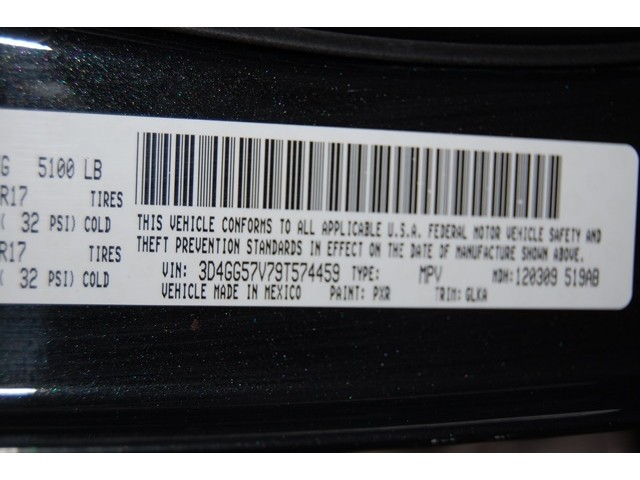 G 5100 LB
R17 TIRES
( 32 PSI) COLD
R17 TIRES
( 32 PSI) COLD
THIS VEHICLE CONFORMS TO ALL APPLICABLE U.S.A. FEDERAL MOTOR VEHICLE SAFETY AND
THEFT PREVENTION STANDARDS IN EFFECT ON THE DATE OF MANUFACTURE SHOWN ABOVE.
VIN: 3D4GG57V79T574459 TYPE: MPV MDH: 120309 519AB
VEHICLE MADE IN MEXICO PAINT: PXR TRIM: GLKA